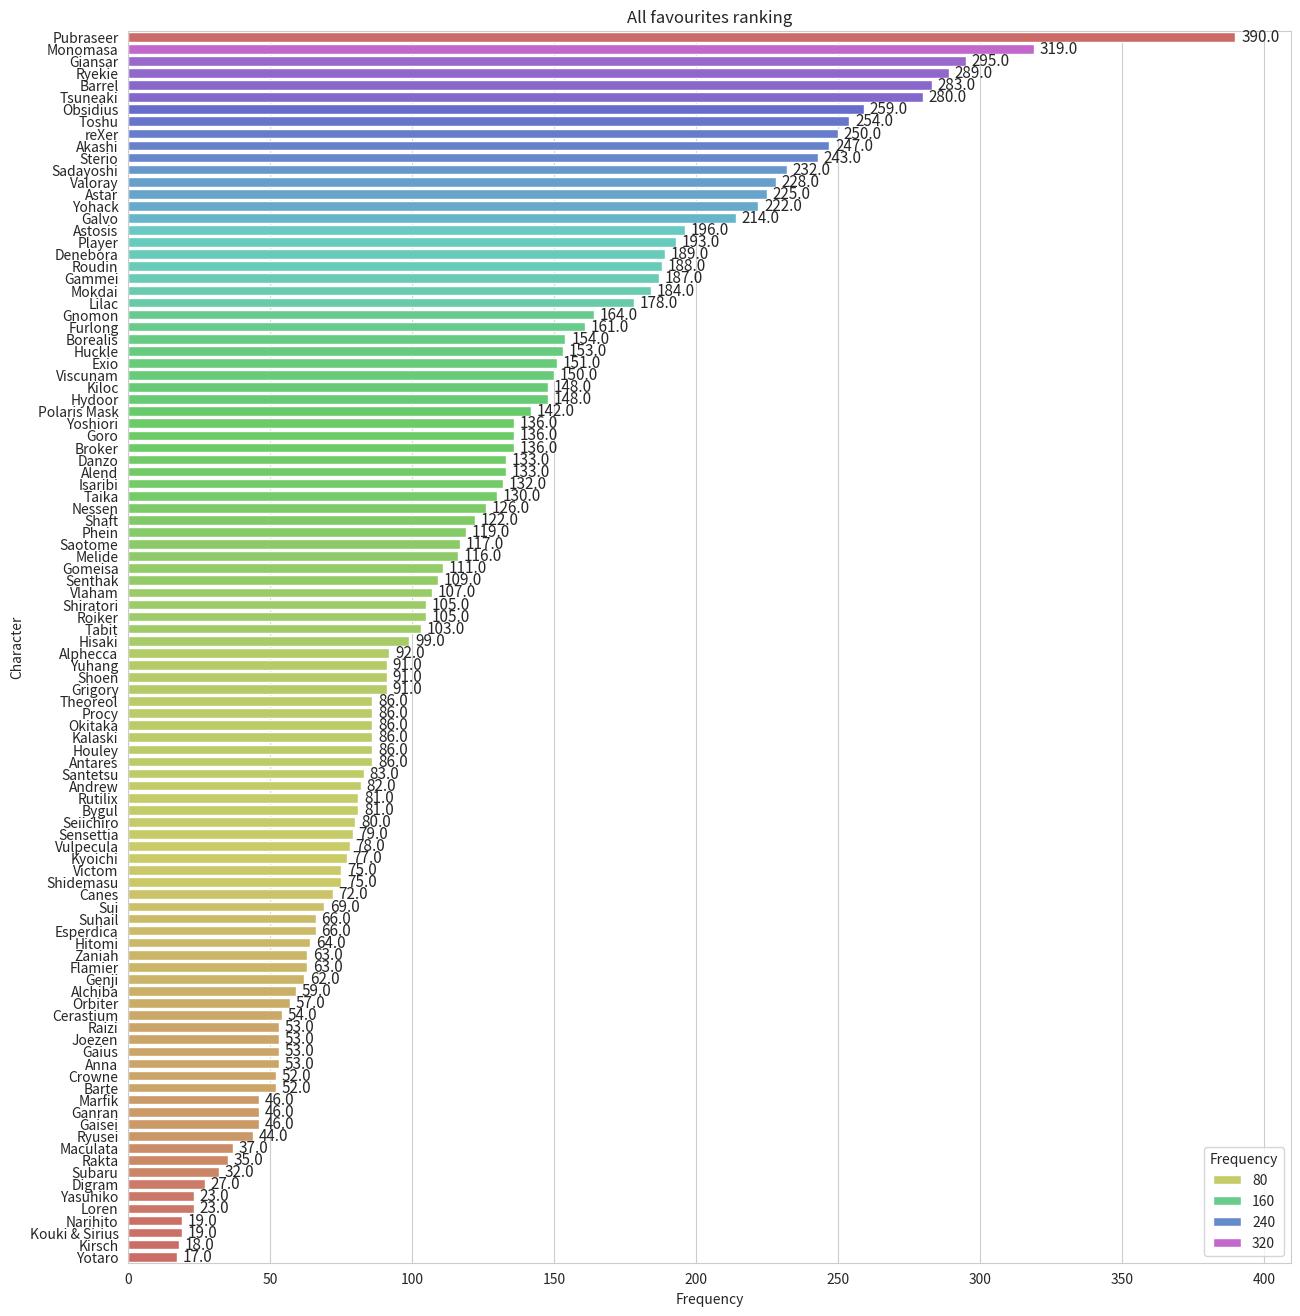 All favourites ranking
Character
Pubraseer 390.0
Monomasa 319.0
Giansar 295.0
Ryekie 289.0
Barrel 283.0
Tsuneaki 280.0
Obsidius 259.0
Toshu 254.0
reXer 250.0
Akashi 247.0
Sterio 243.0
Sadayoshi 232.0
Valoray 228.0
Astar 225.0
Yohack 222.0
Galvo 214.0
Astosis 196.0
Player 193.0
Denebora 189.0
Roudin 188.0
Gammei 187.0
Mokdai 184.0
Lilac 178.0
Gnomon 164.0
Furlong 161.0
Borealis 154.0
Huckle 153.0
Exio 151.0
Viscunam 150.0
Kiloc 148.0
Hydoor 148.0
Polaris Mask 142.0
Yoshiori 136.0
Goro 136.0
Broker 136.0
Danzo 133.0
Alend 133.0
Isaribi 132.0
Taika 130.0
Nessen 126.0
Shaft 122.0
Phein 119.0
Saotome 117.0
Melide 116.0
Gomeisa 111.0
Senthak 109.0
Vlaham 107.0
Shiratori 105.0
Roiker 105.0
Tabit 103.0
Hisaki 99.0
Alphecca 92.0
Yuhang 91.0
Shoen 91.0
Grigory 91.0
Theoreol 86.0
Procy 86.0
Okitaka 86.0
Kalaski 86.0
Houley 86.0
Antares 86.0
Santetsu 83.0
Andrew 82.0
Rutilix 81.0
Bygul 81.0
Seiichiro 80.0
Sensettia 79.0
Vulpecula 78.0
Kyoichi 77.0
Victom 75.0
Shidemasu 75.0
Canes 72.0
Sui 69.0
Suhail 66.0
Esperdica 66.0
Hitomi 64.0
Zaniah 63.0
Flamier 63.0
Genji 62.0
Alchiba 59.0
Orbiter 57.0
Cerastium 54.0
Raizi 53.0
Joezen 53.0
Gaius 53.0
Anna 53.0
Crowne 52.0
Barte 52.0
Marfik 46.0
Ganran 46.0
Gaisei 46.0
Ryusei 44.0
Maculata 37.0
Rakta 35.0
Subaru 32.0
Digram 27.0
Yasuhiko 23.0
Loren 23.0
Narihito 19.0
Kouki & Sirius 19.0
Kirsch 18.0
Yotaro 17.0
Frequency
80
160
240
320
0 50 100 150 200 250 300 350 400
Frequency